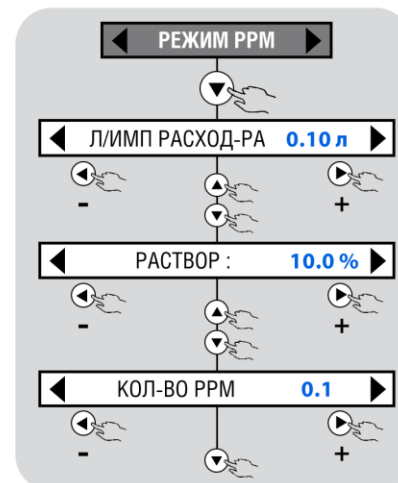 РЕЖИМ PPM
Л/ИМП РАСХОД-РА 0.10 л
- +
РАСТВОР : 10.0 %
- +
КОЛ-ВО PPM 0.1
- +